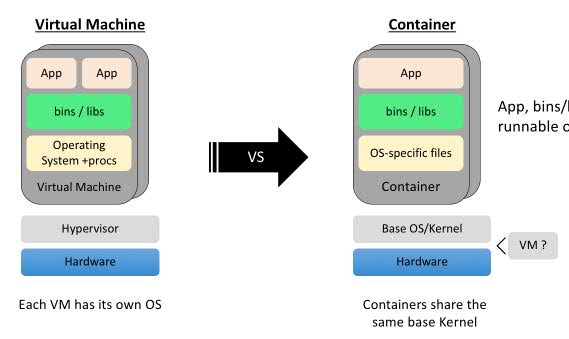 Virtual Machine
App App
bins / libs
Operating
System +procs
Virtual Machine
Hypervisor
Hardware
Each VM has its own OS
VS
Container
App
bins / libs
OS-specific files
Container
Base OS/Kernel
Hardware
VM ?
Containers share the
same base Kernel
App, bins/
runnable